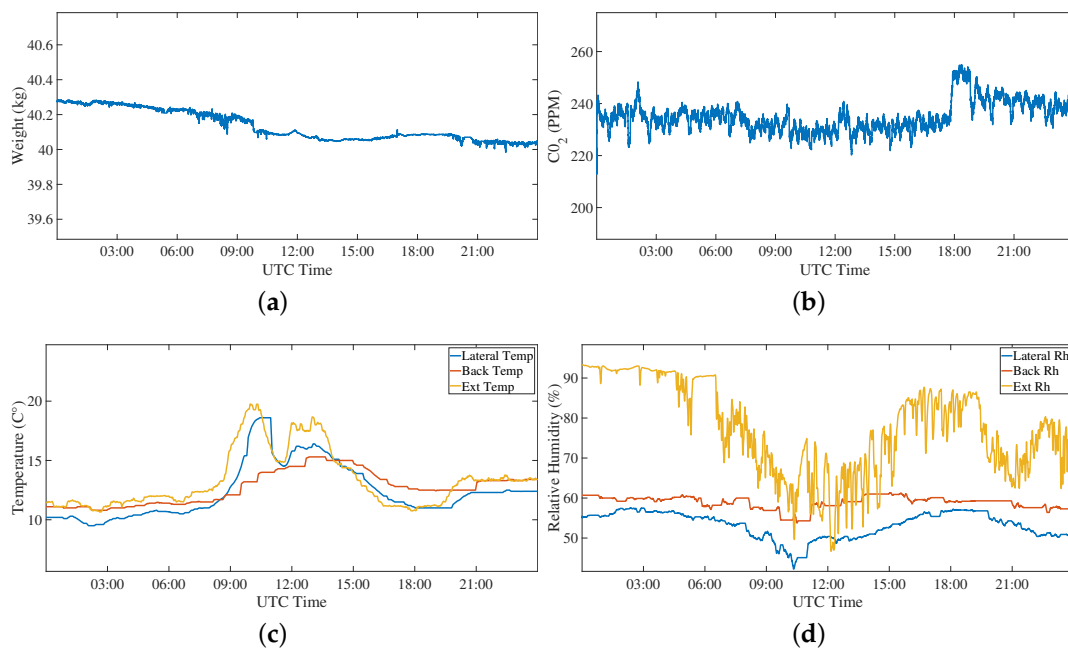 40.6
40.4
40.2
40
39.8
39.6
Weight (kg)
03:00 06:00 09:00 12:00 15:00 18:00 21:00
UTC Time
(a)
260
240
220
200
C0₂ (PPM)
03:00 06:00 09:00 12:00 15:00 18:00 21:00
UTC Time
(b)
Lateral Temp
Back Temp
Ext Temp
20
15
10
Temperature (C°)
03:00 06:00 09:00 12:00 15:00 18:00 21:00
UTC Time
(c)
Lateral Rh
Back Rh
Ext Rh
90
80
70
60
50
Relative Humidity (%)
03:00 06:00 09:00 12:00 15:00 18:00 21:00
UTC Time
(d)